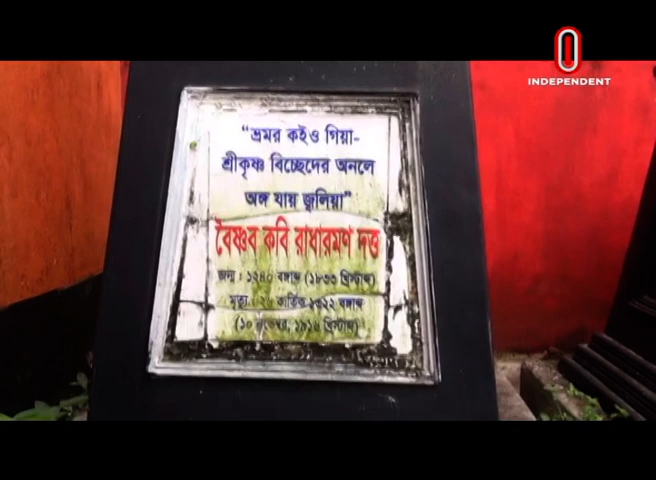 INDEPENDENT
“ভ্রমর কইও গিয়া-
শ্রীকৃষ্ণ বিচ্ছেদের অনলে
অঙ্গ যায় জ্বলিয়া”
বৈষ্ণব কবি রাধারমণ দত্ত
জন্ম : ১২৪০ বঙ্গাব্দ (১৮৩৩ খ্রিস্টাব্দ)
মৃত্যু : ২৬ কার্তিক ১৩২২ বঙ্গাব্দ
(১০ নভেম্বর, ১৯১৬ খ্রিস্টাব্দ)